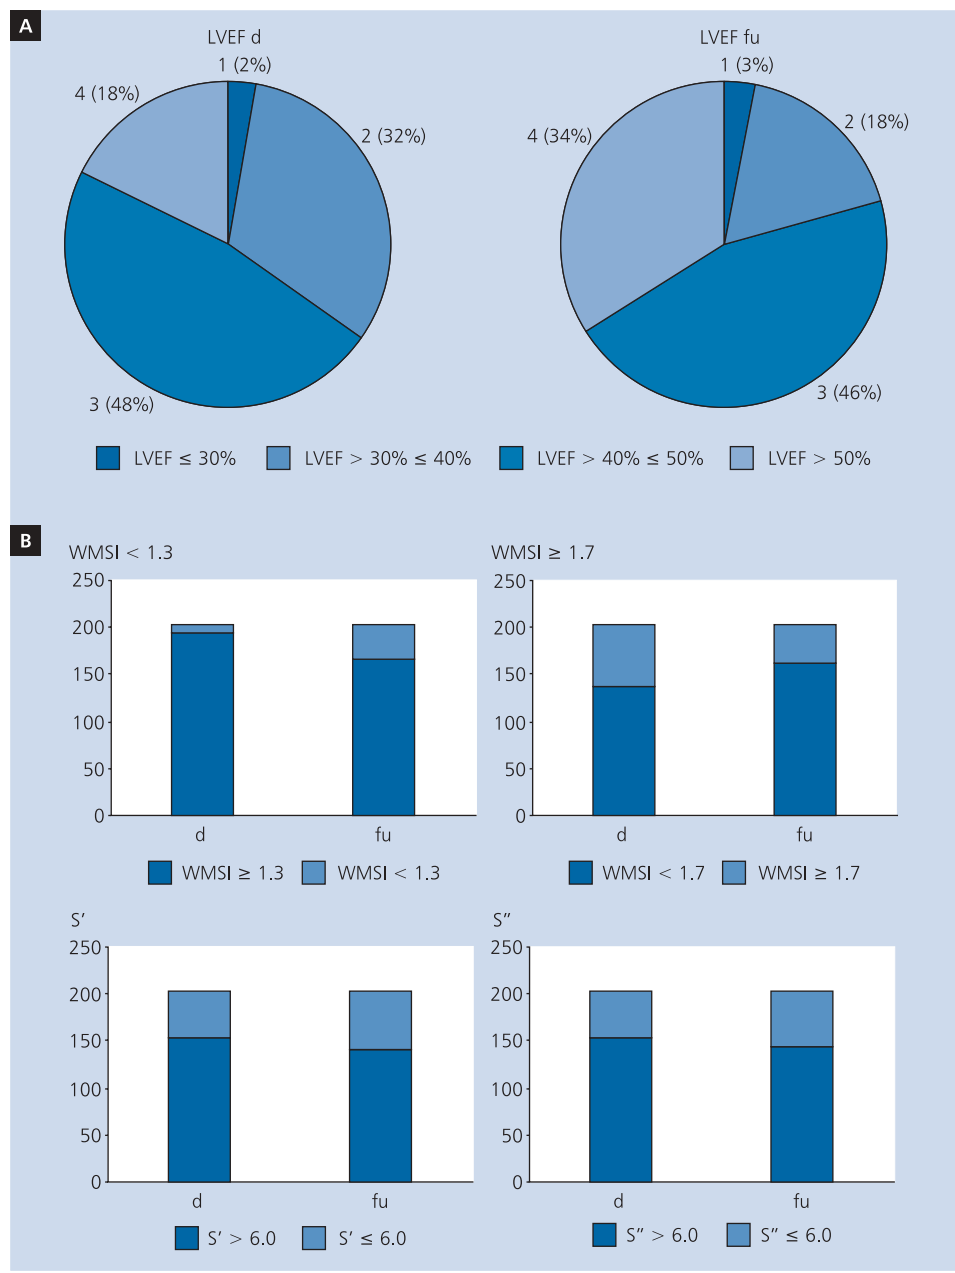 A
LVEF d
LVEF fu
1 (2%)
1 (3%)
4 (18%)
2 (32%)
4 (34%)
2 (18%)
3 (48%)
3 (46%)
LVEF ≤ 30%
LVEF > 30% ≤ 40%
LVEF > 40% ≤ 50%
LVEF > 50%
B
WMSI < 1.3
250
200
150
100
50
0
d
fu
WMSI ≥ 1.3
WMSI < 1.3
WMSI ≥ 1.7
250
200
150
100
50
0
d
fu
WMSI < 1.7
WMSI ≥ 1.7
S′
250
200
150
100
50
0
d
fu
S′ > 6.0
S′ ≤ 6.0
S″
250
200
150
100
50
0
d
fu
S″ > 6.0
S″ ≤ 6.0